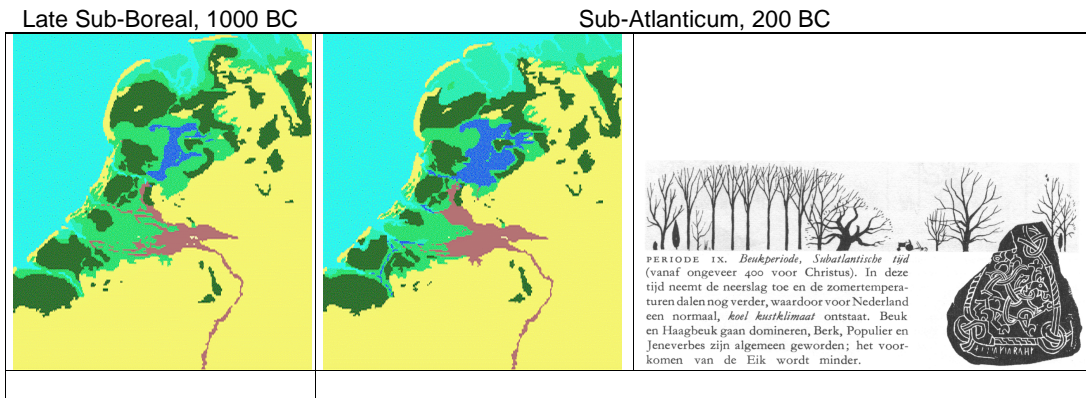 Late Sub-Boreal, 1000 BC
Sub-Atlanticum, 200 BC
PERIODE IX. Beukperiode, Subatlantische tijd
(vanaf ongeveer 400 voor Christus). In deze
tijd neemt de neerslag toe en de zomertempera-
turen dalen nog verder, waardoor voor Nederland
een normaal, koel kustklimaat ontstaat. Beuk
en Haagbeuk gaan domineren, Berk, Populier en
Jeneverbes zijn algemeen geworden; het voor-
komen van de Eik wordt minder.